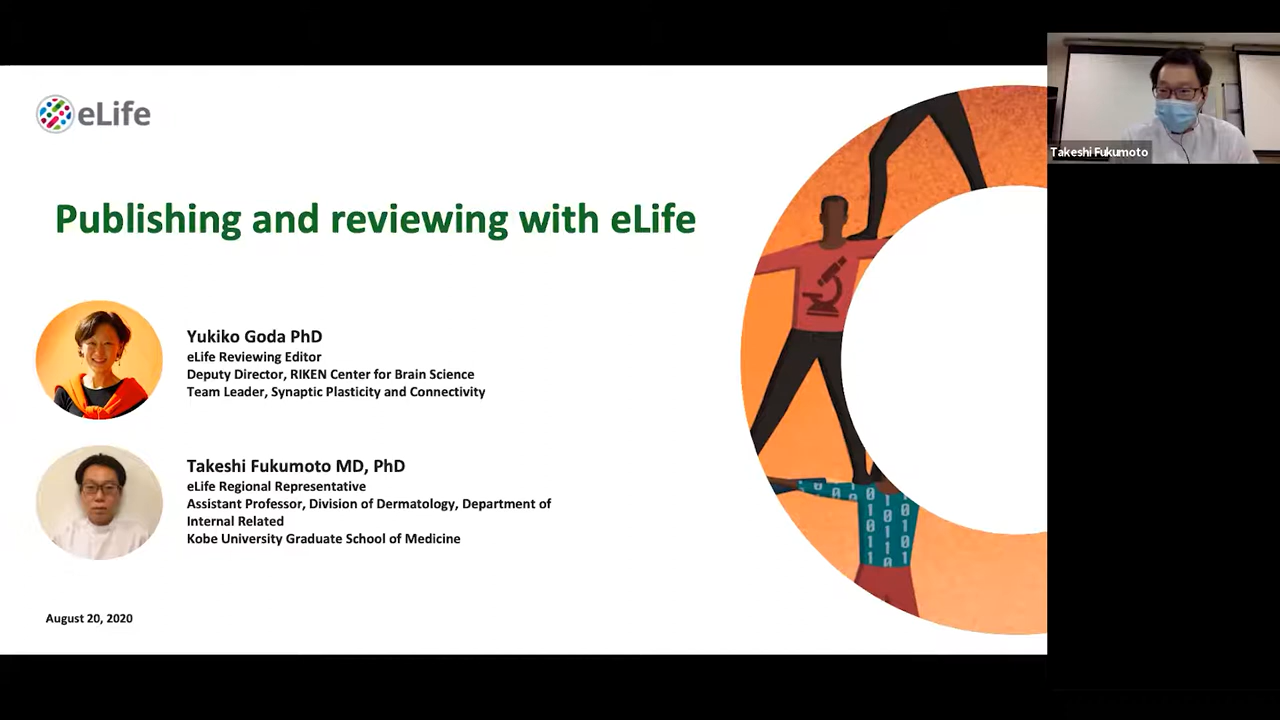 eLife
Publishing and reviewing with eLife
Yukiko Goda PhD
eLife Reviewing Editor
Deputy Director, RIKEN Center for Brain Science
Team Leader, Synaptic Plasticity and Connectivity
Takeshi Fukumoto MD, PhD
eLife Regional Representative
Assistant Professor, Division of Dermatology, Department of
Internal Related
Kobe University Graduate School of Medicine
August 20, 2020
Takeshi Fukumoto